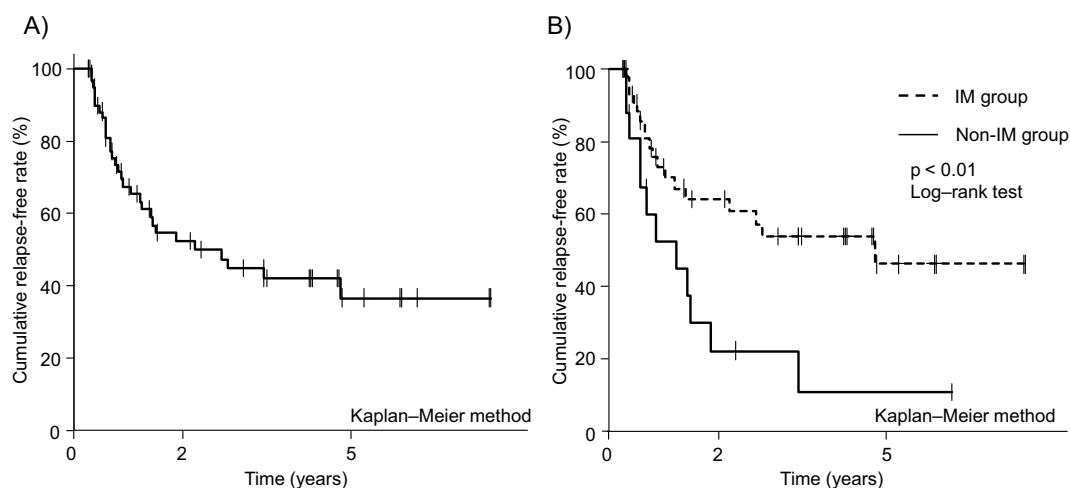 A)
Cumulative relapse-free rate (%)
100
80
60
40
20
0
Kaplan–Meier method
0
2
5
Time (years)
B)
Cumulative relapse-free rate (%)
100
80
60
40
20
0
IM group
Non-IM group
p < 0.01
Log–rank test
Kaplan–Meier method
0
2
5
Time (years)